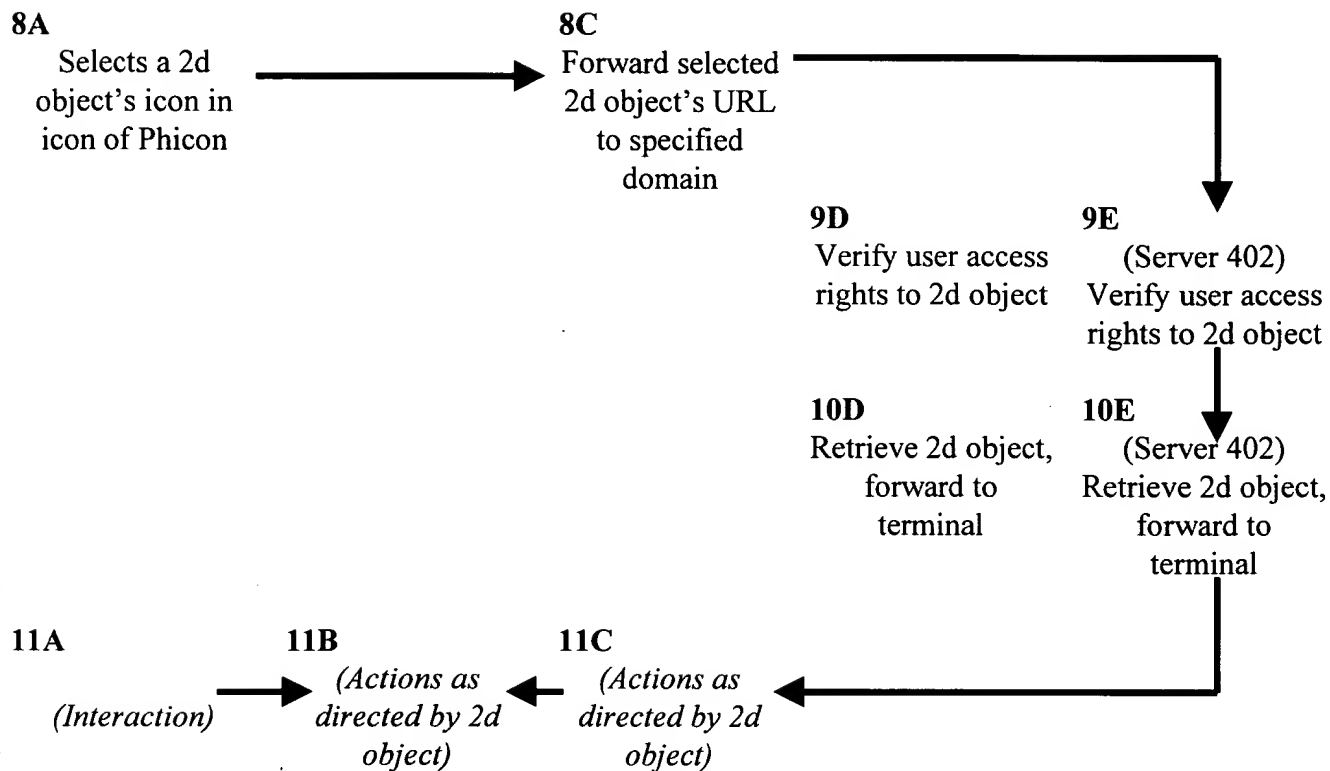 8A
Selects a 2d
object's icon in
icon of Phicon
8C
Forward selected
2d object's URL
to specified
domain
9D
Verify user access
rights to 2d object
9E
(Server 402)
Verify user access
rights to 2d object
10D
Retrieve 2d object,
forward to
terminal
10E
(Server 402)
Retrieve 2d object,
forward to
terminal
11A
(Interaction)
11B
(Actions as
directed by 2d
object)
11C
(Actions as
directed by 2d
object)